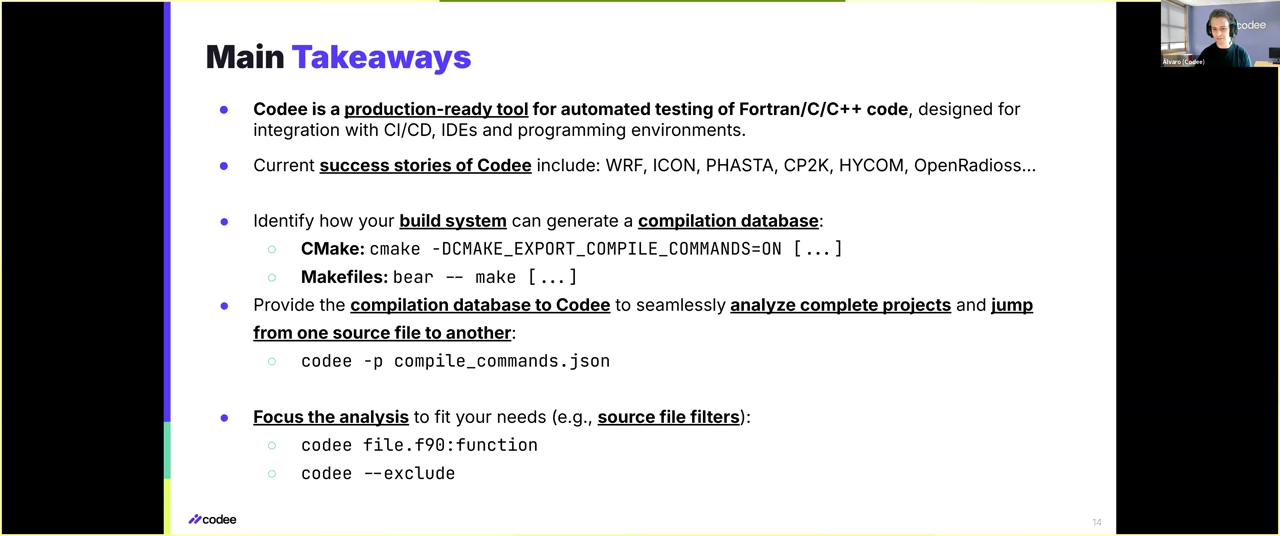 codee
Álvaro (Codee)
Main Takeaways
● Codee is a production-ready tool for automated testing of Fortran/C/C++ code, designed for
integration with CI/CD, IDEs and programming environments.
● Current success stories of Codee include: WRF, ICON, PHASTA, CP2K, HYCOM, OpenRadioss...
● Identify how your build system can generate a compilation database:
○ CMake: cmake -DCMAKE_EXPORT_COMPILE_COMMANDS=ON [...]
○ Makefiles: bear -- make [...]
● Provide the compilation database to Codee to seamlessly analyze complete projects and jump
from one source file to another:
○ codee -p compile_commands.json
● Focus the analysis to fit your needs (e.g., source file filters):
○ codee file.f90:function
○ codee --exclude
codee
14